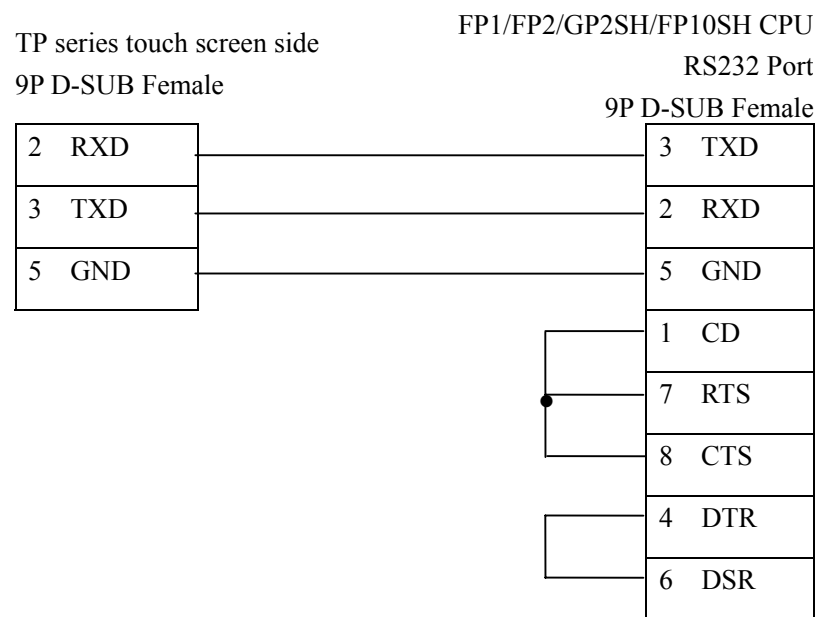 TP series touch screen side
9P D-SUB Female
FP1/FP2/GP2SH/FP10SH CPU
RS232 Port
9P D-SUB Female
2 RXD
3 TXD
5 GND
3 TXD
2 RXD
5 GND
1 CD
7 RTS
8 CTS
4 DTR
6 DSR